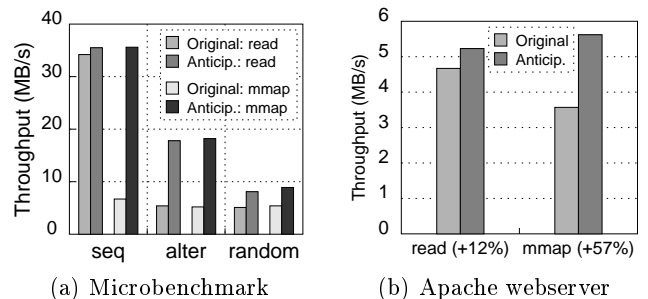 Throughput (MB/s)
40
30
20
10
0
Original: read
Anticip.: read
Original: mmap
Anticip.: mmap
seq alter random
(a) Microbenchmark
Throughput (MB/s)
6
5
4
3
2
1
0
Original
Anticip.
read (+12%) mmap (+57%)
(b) Apache webserver